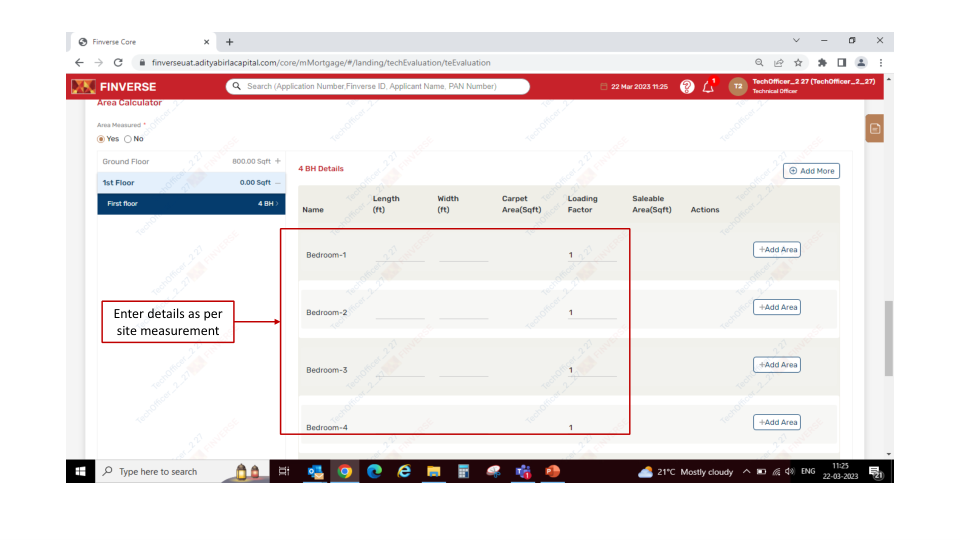 Finverse Core
finverseuat.adityabirlacapital.com/core/mMortgage/#/landing/techEvaluation/teEvaluation
FINVERSE
Search (Application Number,Finverse ID, Applicant Name, PAN Number)
22 Mar 2023 11:25
T2
TechOfficer_2 27 (TechOfficer_2_27)
Technical Officer
Area Calculator
Area Measured *
Yes No
Ground Floor 800.00 Sqft +
1st Floor 0.00 Sqft —
First floor 4 BH >
4 BH Details
Add More
Name Length (ft) Width (ft) Carpet Area(Sqft) Loading Factor Saleable Area(Sqft) Actions
Bedroom-1 1 +Add Area
Bedroom-2 1 +Add Area
Bedroom-3 1 +Add Area
Bedroom-4 1 +Add Area
Enter details as per
site measurement
Type here to search
21°C Mostly cloudy
ENG
11:25
22-03-2023
21